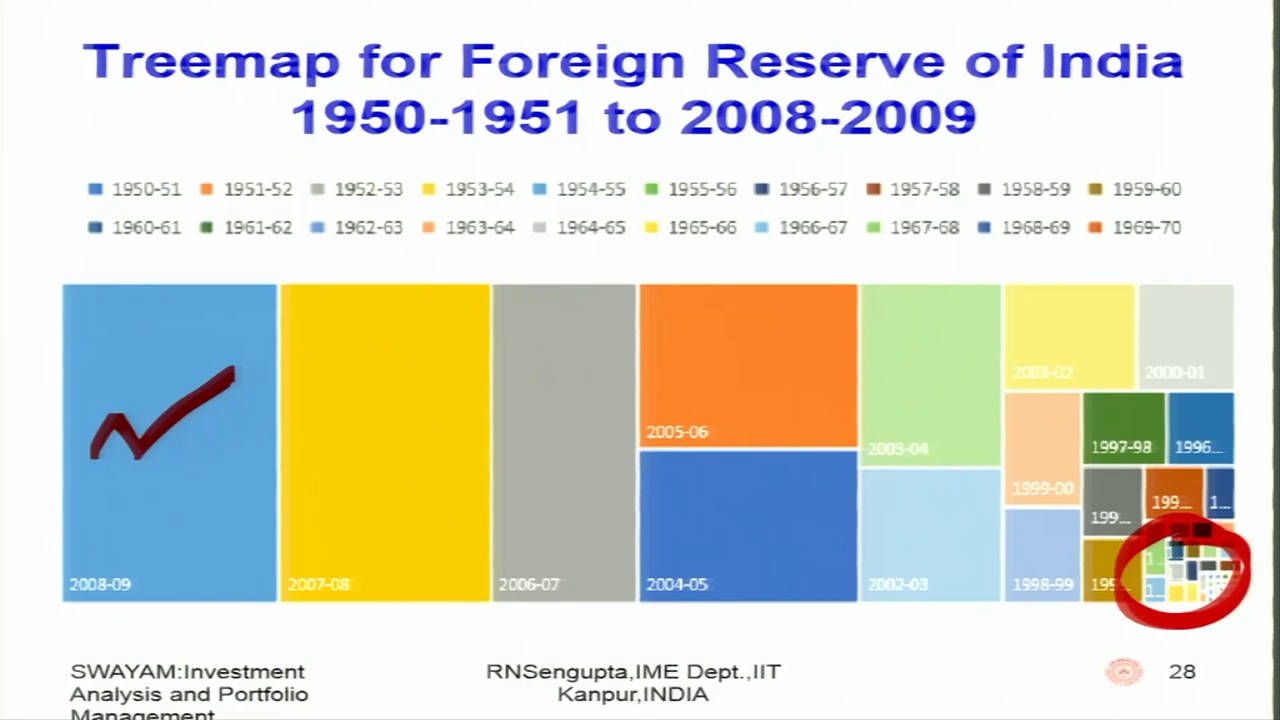 Treemap for Foreign Reserve of India
1950-1951 to 2008-2009
1950-51 1951-52 1952-53 1953-54 1954-55 1955-56 1956-57 1957-58 1958-59 1959-60
1960-61 1961-62 1962-63 1963-64 1964-65 1965-66 1966-67 1967-68 1968-69 1969-70
2008-09
2007-08
2006-07
2005-06
2004-05
2003-04
2002-03
2001-02
2000-01
1999-00
1998-99
1997-98
1996...
199...
199...
1...
199...
1...
1...
SWAYAM:Investment
Analysis and Portfolio
Management
RNSengupta,IME Dept.,IIT
Kanpur,INDIA
28